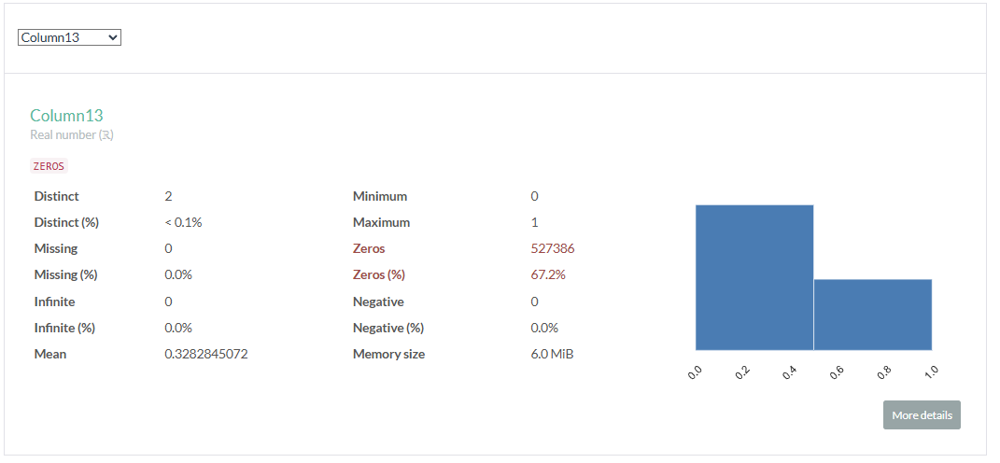 Column13
Column13
Real number (ℝ)
ZEROS
Distinct 2
Distinct (%) < 0.1%
Missing 0
Missing (%) 0.0%
Infinite 0
Infinite (%) 0.0%
Mean 0.3282845072
Minimum 0
Maximum 1
Zeros 527386
Zeros (%) 67.2%
Negative 0
Negative (%) 0.0%
Memory size 6.0 MiB
0.0 0.2 0.4 0.6 0.8 1.0
More details